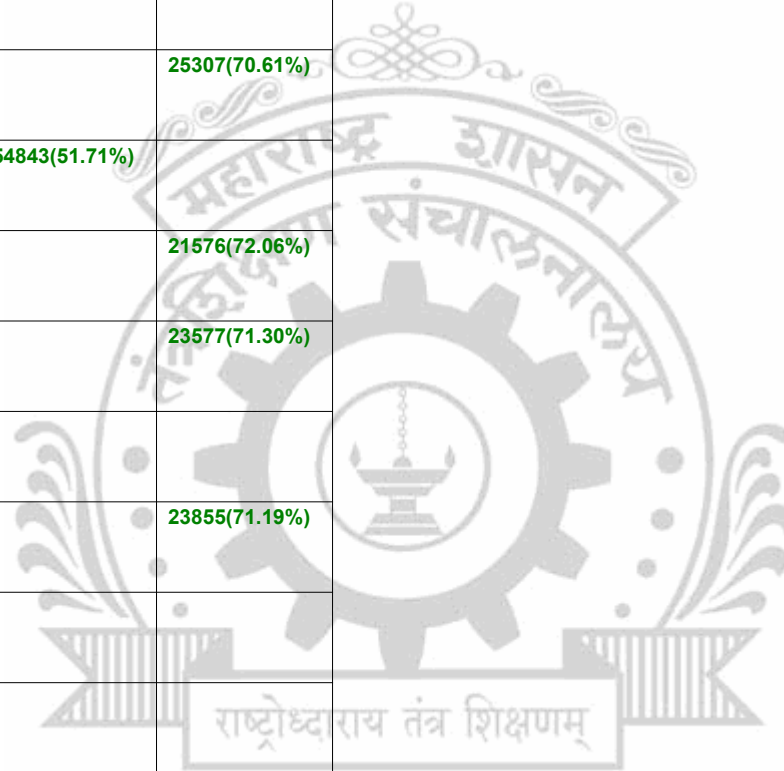 25307(70.61%)
54843(51.71%)
महाराष्ट्र शासन
तंत्रशिक्षण संचालनालय
21576(72.06%)
23577(71.30%)
23855(71.19%)
राष्ट्रोध्दाराय तंत्र शिक्षणम्